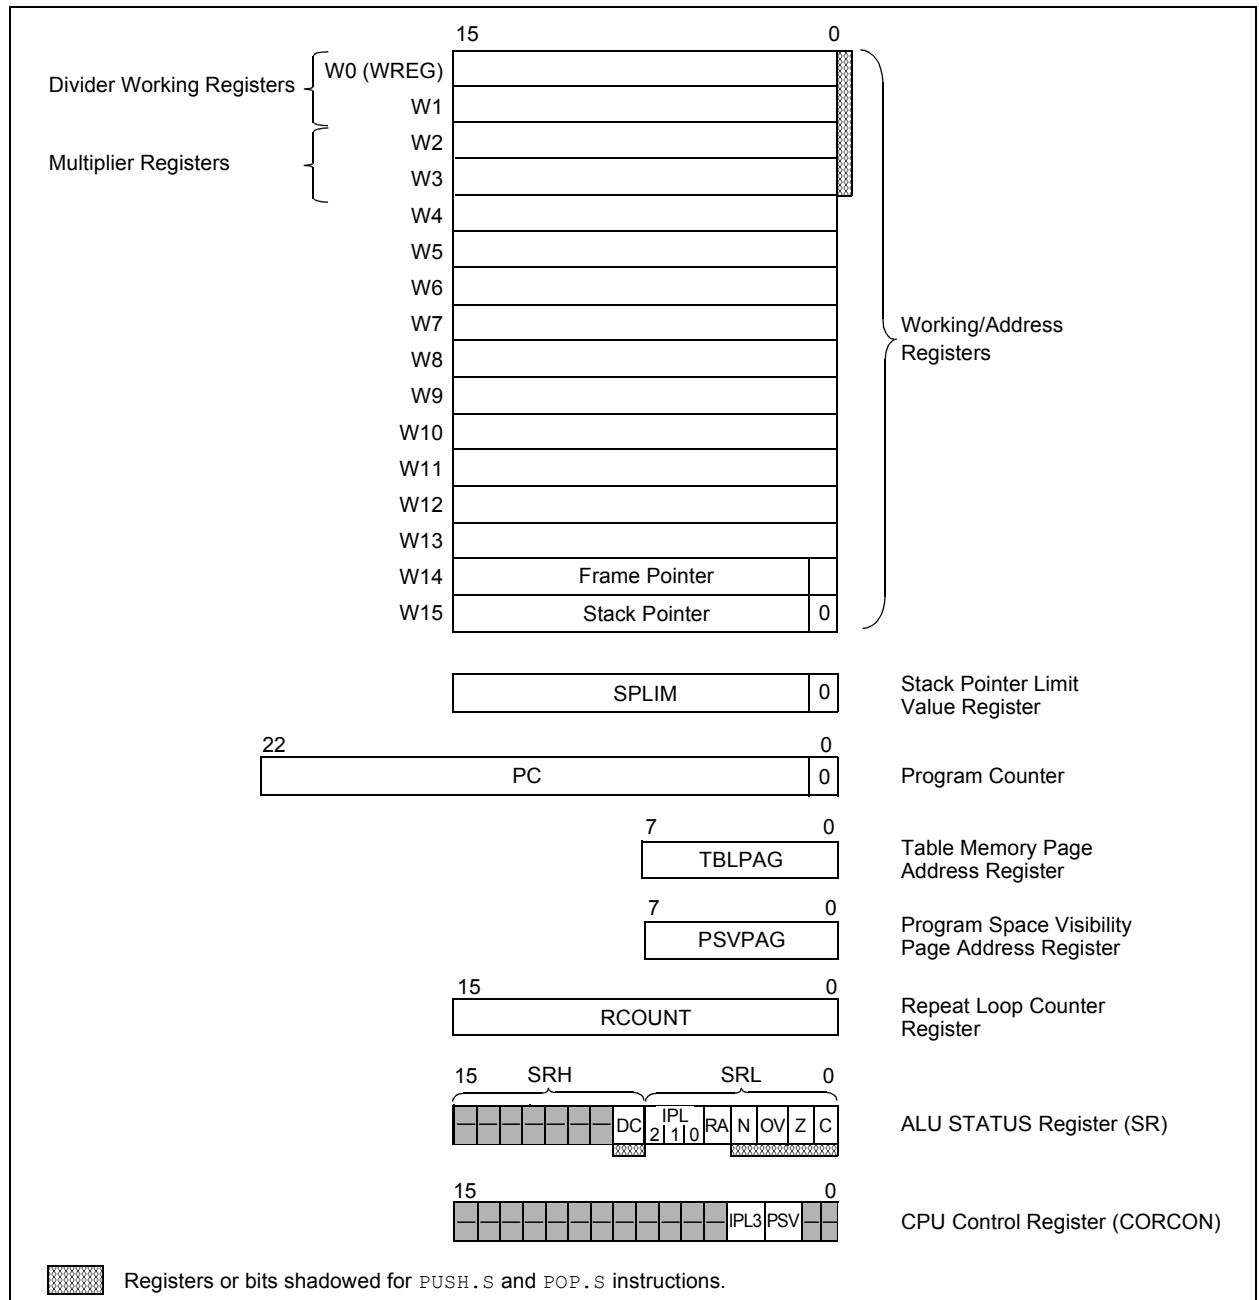 15 0
Divider Working Registers
W0 (WREG)
W1
Multiplier Registers
W2
W3
W4
W5
W6
W7
W8
W9
W10
W11
W12
W13
W14 Frame Pointer
W15 Stack Pointer 0
Working/Address
Registers
SPLIM 0
Stack Pointer Limit
Value Register
22 0
PC 0 Program Counter
7 0
TBLPAG
Table Memory Page
Address Register
7 0
PSVPAG
Program Space Visibility
Page Address Register
15 0
RCOUNT
Repeat Loop Counter
Register
15 SRH SRL 0
— — — — — — — DC IPL RA N OV Z C
2 1 0
ALU STATUS Register (SR)
15 0
— — — — — — — — — — — — IPL3 PSV — —
CPU Control Register (CORCON)
Registers or bits shadowed for PUSH.S and POP.S instructions.